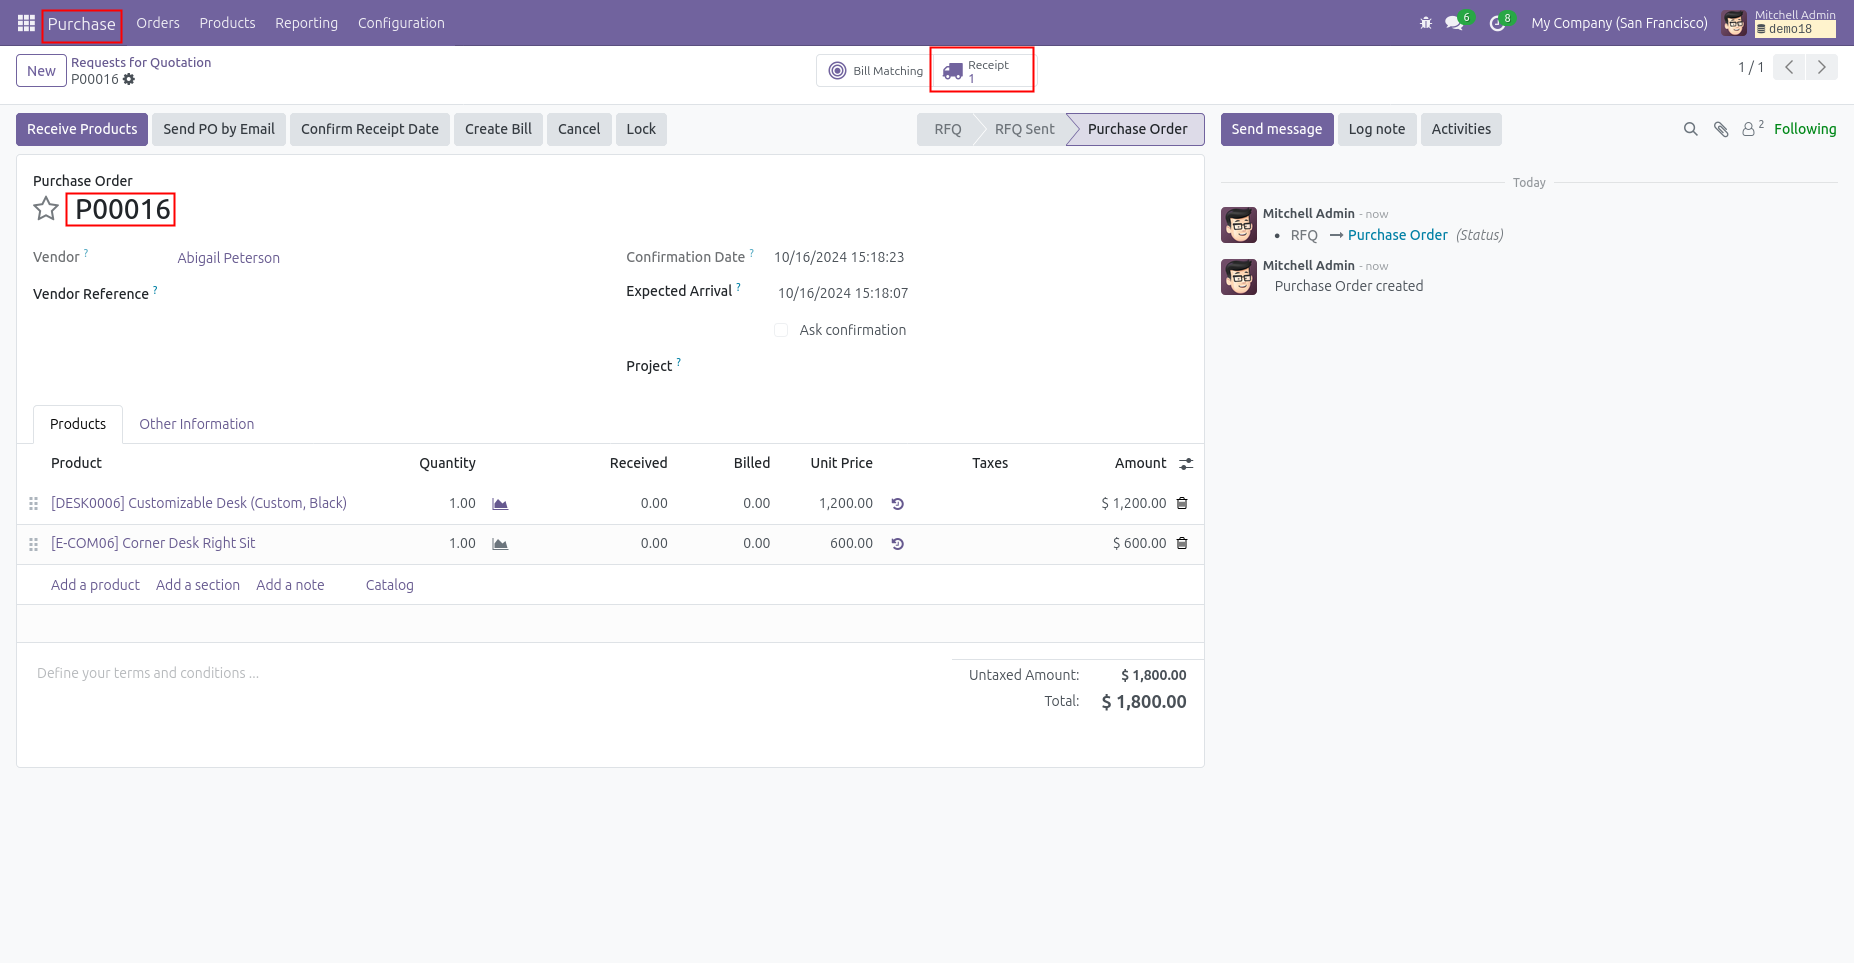 Purchase Orders Products Reporting Configuration 6 8 My Company (San Francisco) Mitchell Admin
demo18
New Requests for Quotation
P00016
Bill Matching Receipt
1
1 / 1
Receive Products Send PO by Email Confirm Receipt Date Create Bill Cancel Lock RFQ RFQ Sent Purchase Order Send message Log note Activities 2 Following
Purchase Order
P00016
Vendor ? Abigail Peterson
Vendor Reference ?
Confirmation Date ? 10/16/2024 15:18:23
Expected Arrival ? 10/16/2024 15:18:07
Ask confirmation
Project ?
Products Other Information
Product Quantity Received Billed Unit Price Taxes Amount
[DESK0006] Customizable Desk (Custom, Black) 1.00 0.00 0.00 1,200.00 $ 1,200.00
[E-COM06] Corner Desk Right Sit 1.00 0.00 0.00 600.00 $ 600.00
Add a product Add a section Add a note Catalog
Define your terms and conditions ...
Untaxed Amount: $ 1,800.00
Total: $ 1,800.00
Today
Mitchell Admin - now
• RFQ → Purchase Order (Status)
Mitchell Admin - now
Purchase Order created